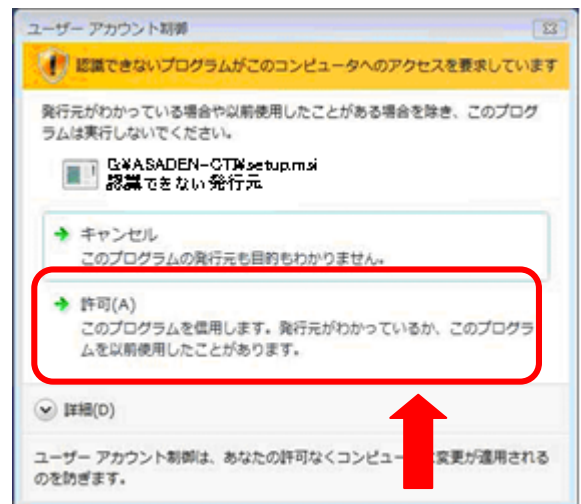 ユーザー アカウント制御
認識できないプログラムがこのコンピュータへのアクセスを要求しています
発行元がわかっている場合や以前使用したことがある場合を除き、このプログ
ラムは実行しないでください。
G:¥ASADEN-CTI¥setup.msi
認識できない発行元
キャンセル
このプログラムの発行元も目的もわかりません。
許可(A)
このプログラムを信用します。発行元がわかっているか、このプログラ
ムを以前使用したことがあります。
詳細(D)
ユーザー アカウント制御は、あなたの許可なくコンピュー 変更が適用される
のを防ぎます。